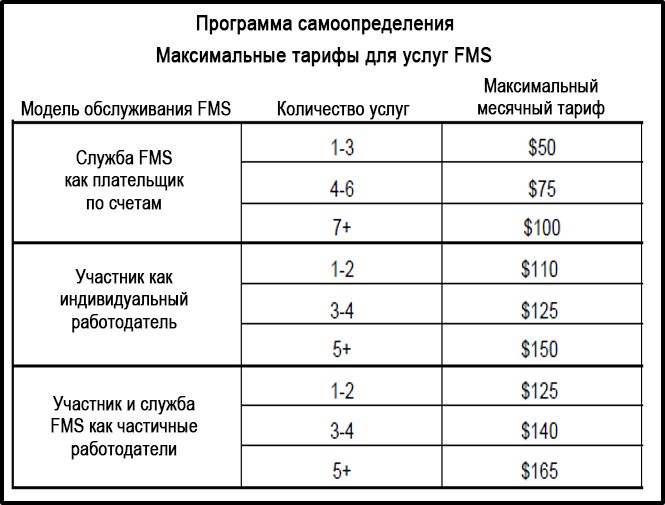 Программа самоопределения
Максимальные тарифы для услуг FMS
Модель обслуживания FMS
Количество услуг
Максимальный
месячный тариф
Служба FMS
как плательщик
по счетам
1-3
$50
4-6
$75
7+
$100
Участник как
индивидуальный
работодатель
1-2
$110
3-4
$125
5+
$150
Участник и служба
FMS как частичные
работодатели
1-2
$125
3-4
$140
5+
$165